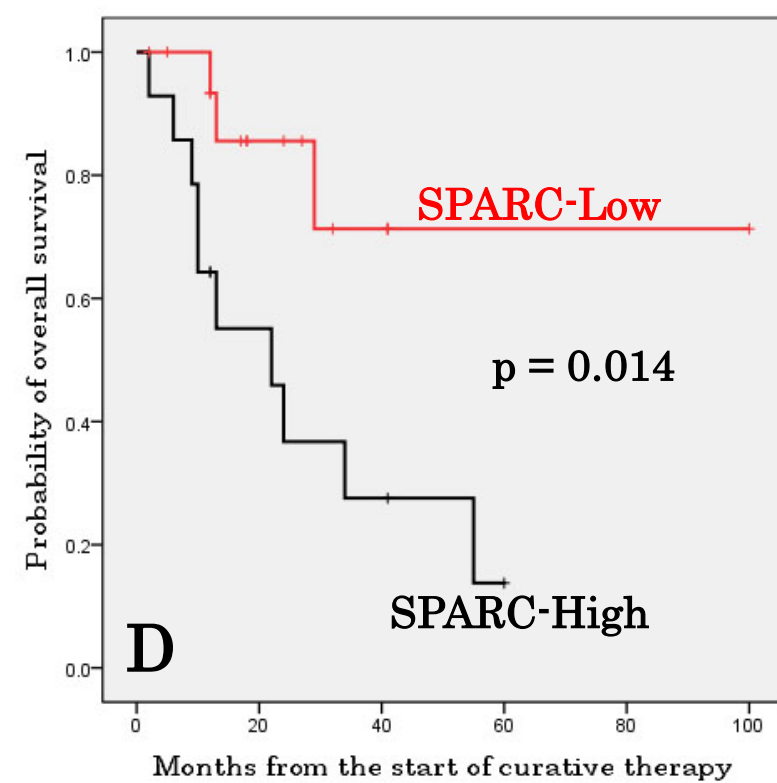 Probability of overall survival
1.0
0.8
0.6
0.4
0.2
0.0
SPARC-Low
p = 0.014
SPARC-High
D
0 20 40 60 80 100
Months from the start of curative therapy